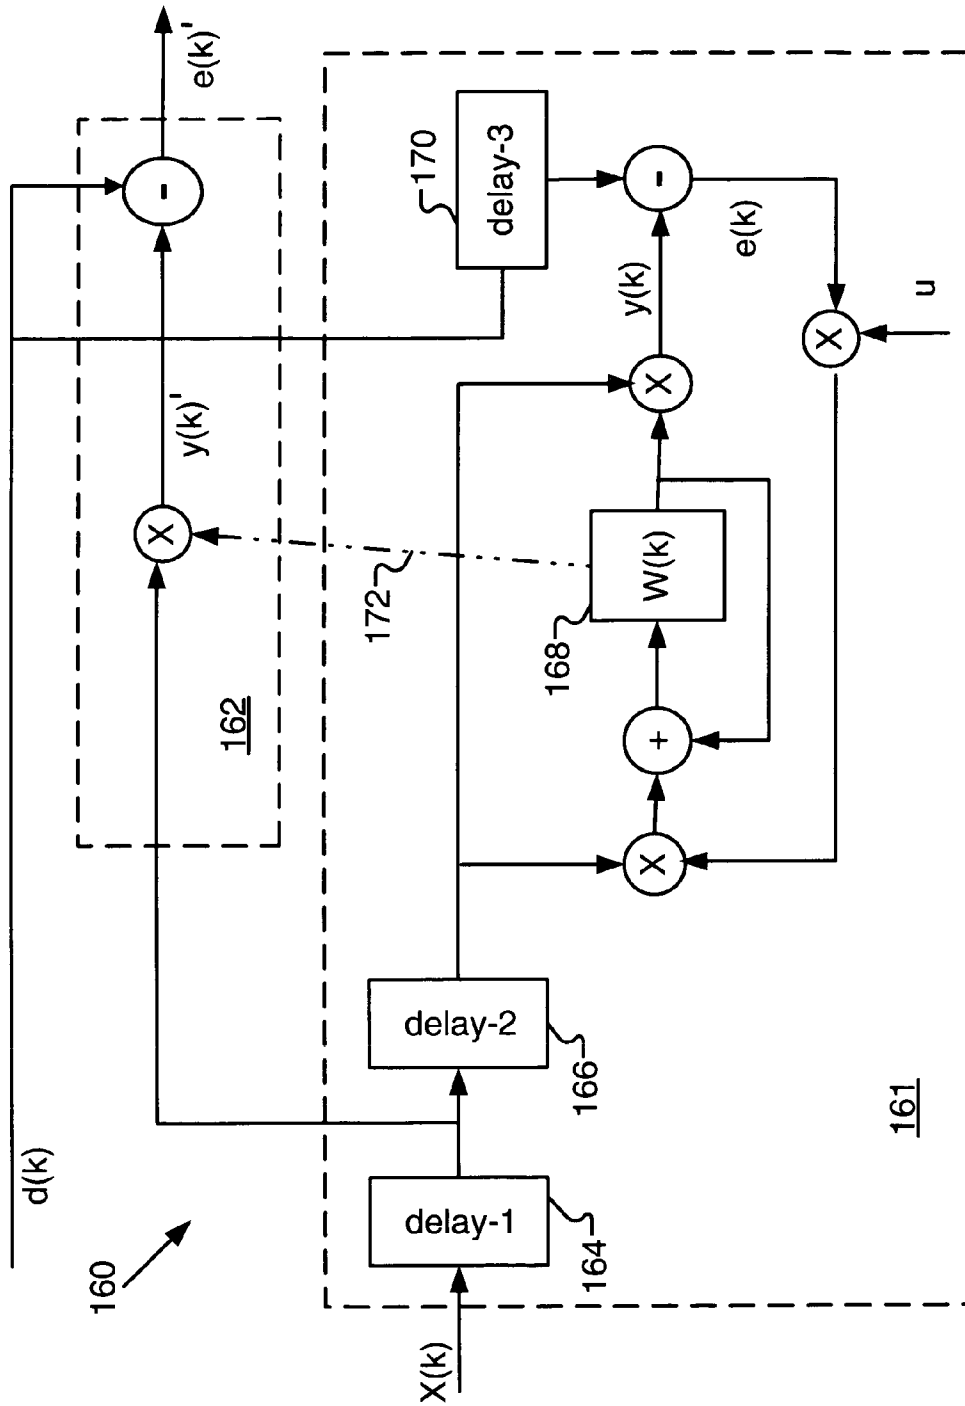 160
d(k)
162
X
y(k)'
-
e(k)'
172
X(k)
delay-1
164
delay-2
166
X
+
168
W(k)
X
y(k)
-
delay-3
170
e(k)
X
u
161